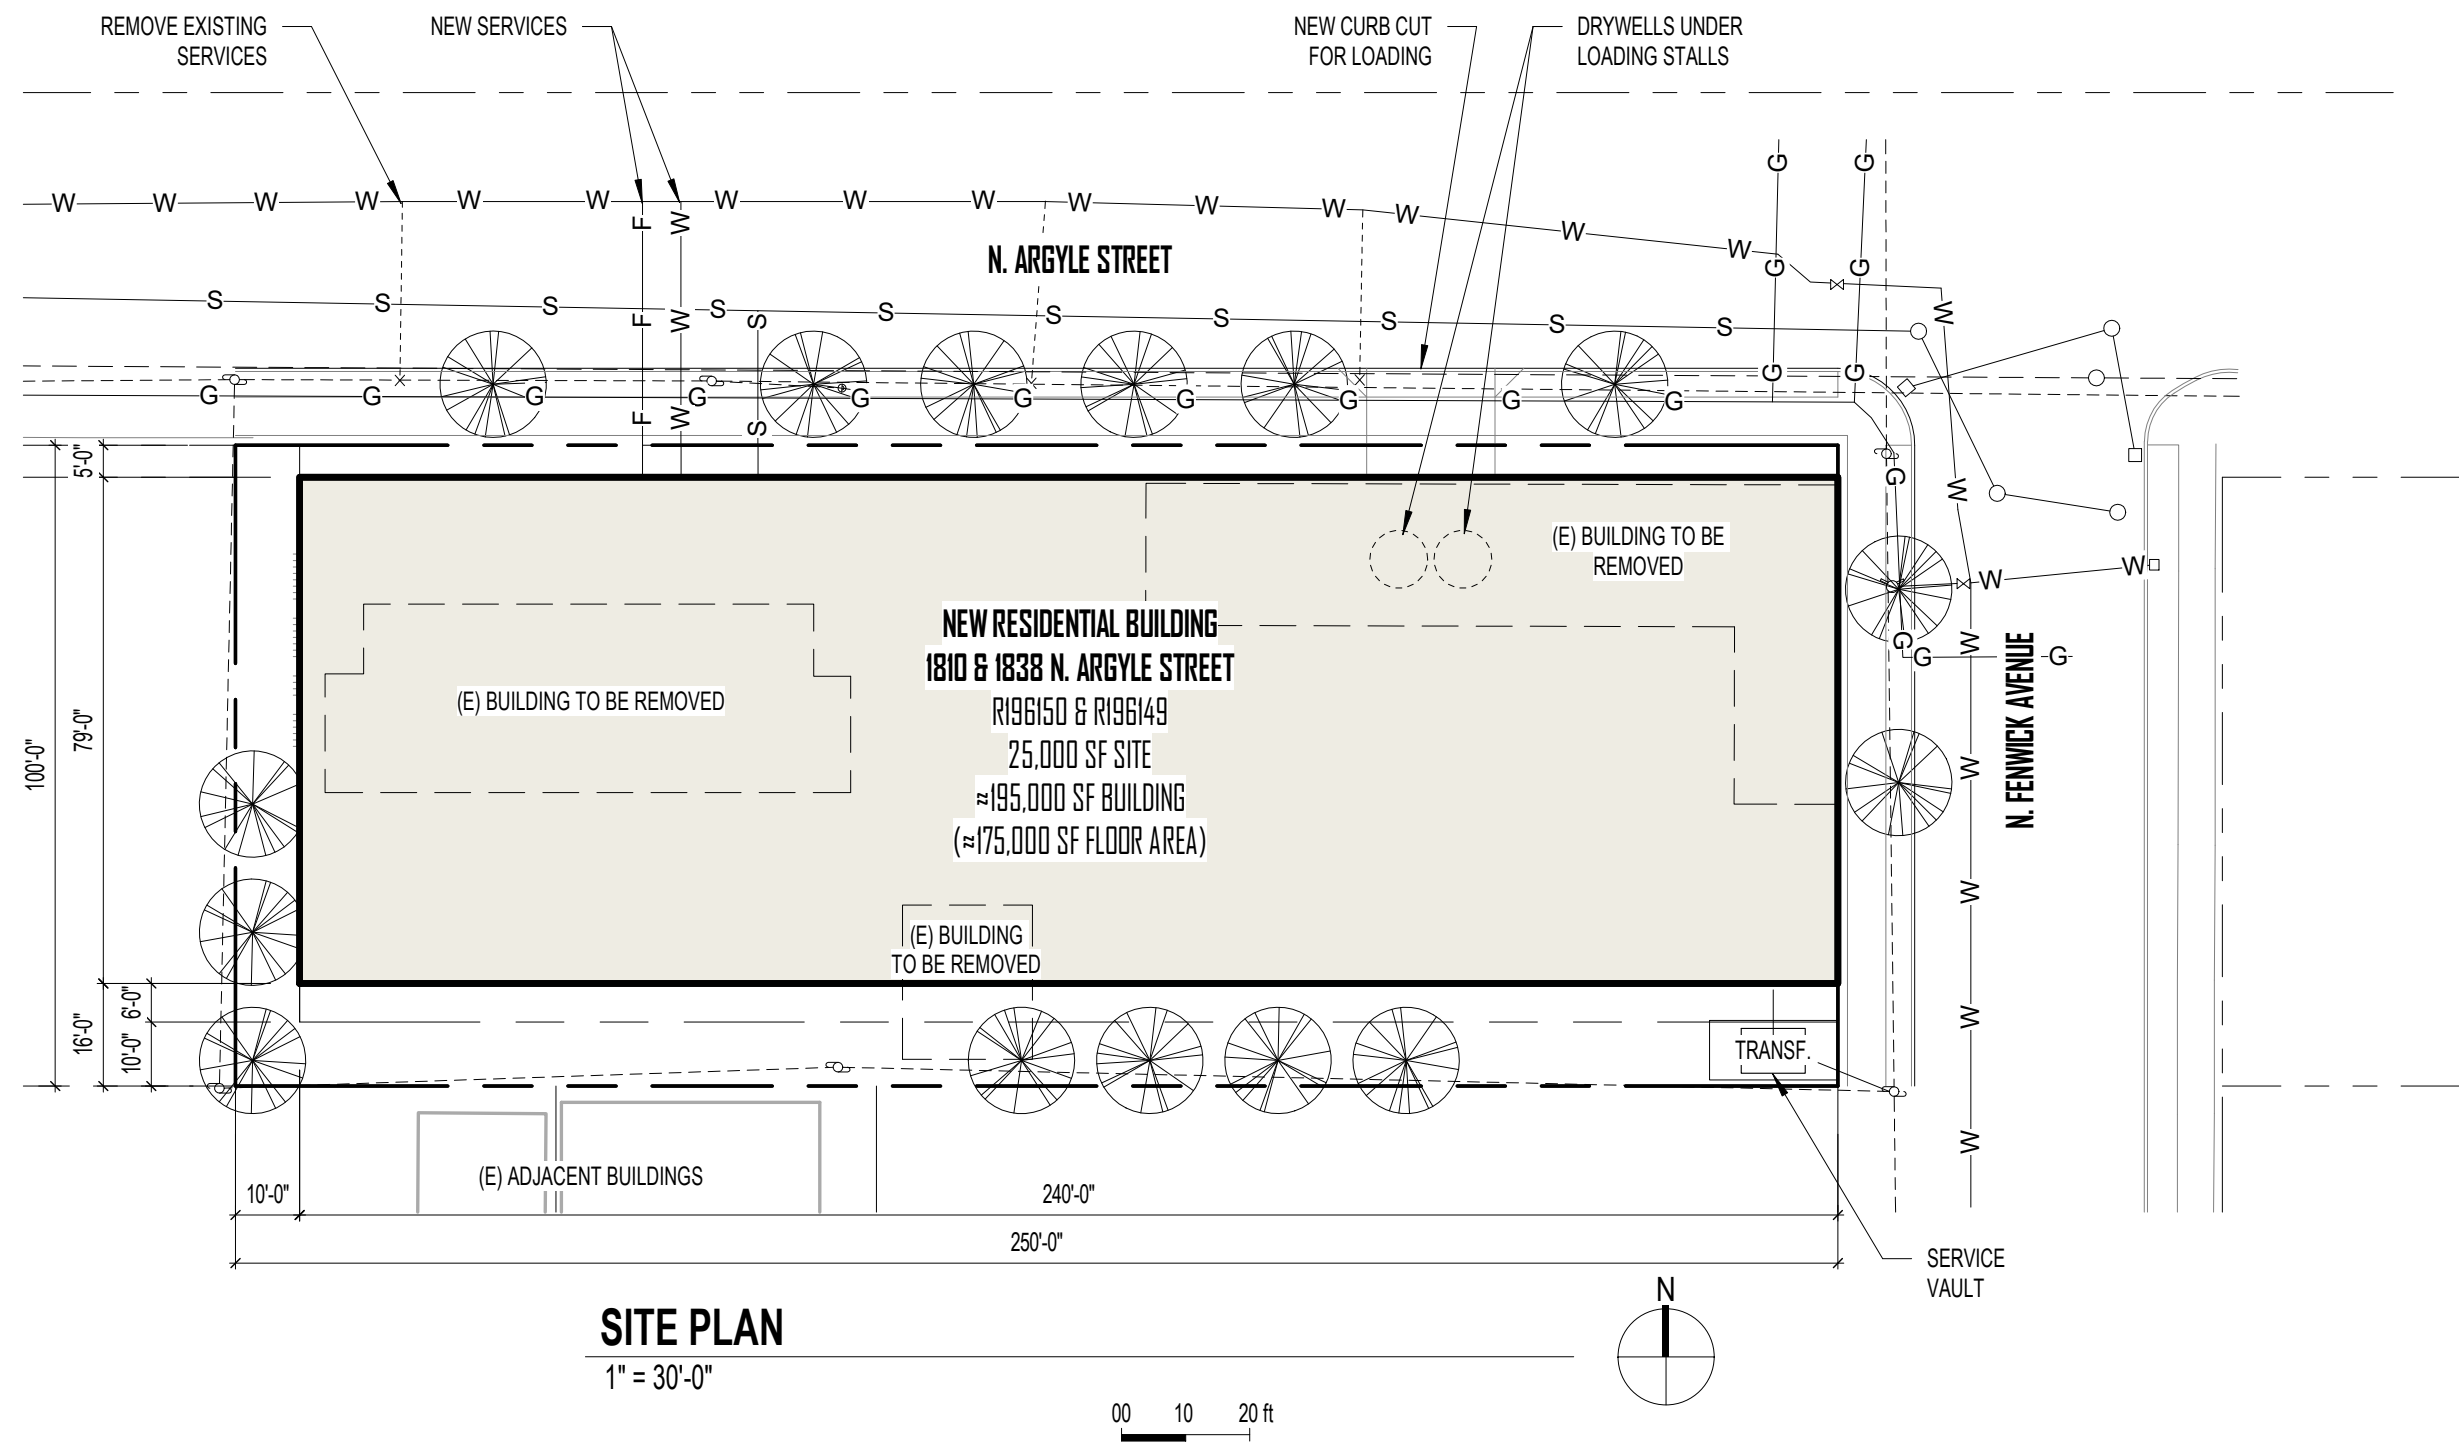 REMOVE EXISTING
SERVICES
NEW SERVICES
NEW CURB CUT
FOR LOADING
DRYWELLS UNDER
LOADING STALLS
G G
W W W W W W W W W W W W W W
F W
N. ARGYLE STREET
G G
S S S S S S S S S S
F W S
W
G G
G G G G G G G G G G
F W S
5'-0"
G
W
(E) BUILDING TO BE
REMOVED
W W
NEW RESIDENTIAL BUILDING
1810 & 1838 N. ARGYLE STREET
R196150 & R196149
25,000 SF SITE
≈195,000 SF BUILDING
(≈175,000 SF FLOOR AREA)
(E) BUILDING TO BE REMOVED
G W
G G
N. FENWICK AVENUE
W
W
W
W
79'-0"
100'-0"
(E) BUILDING
TO BE REMOVED
6'-0"
16'-0"
10'-0"
TRANSF.
(E) ADJACENT BUILDINGS
10'-0"
240'-0"
250'-0"
SERVICE
VAULT
SITE PLAN
1" = 30'-0"
N
00 10 20 ft